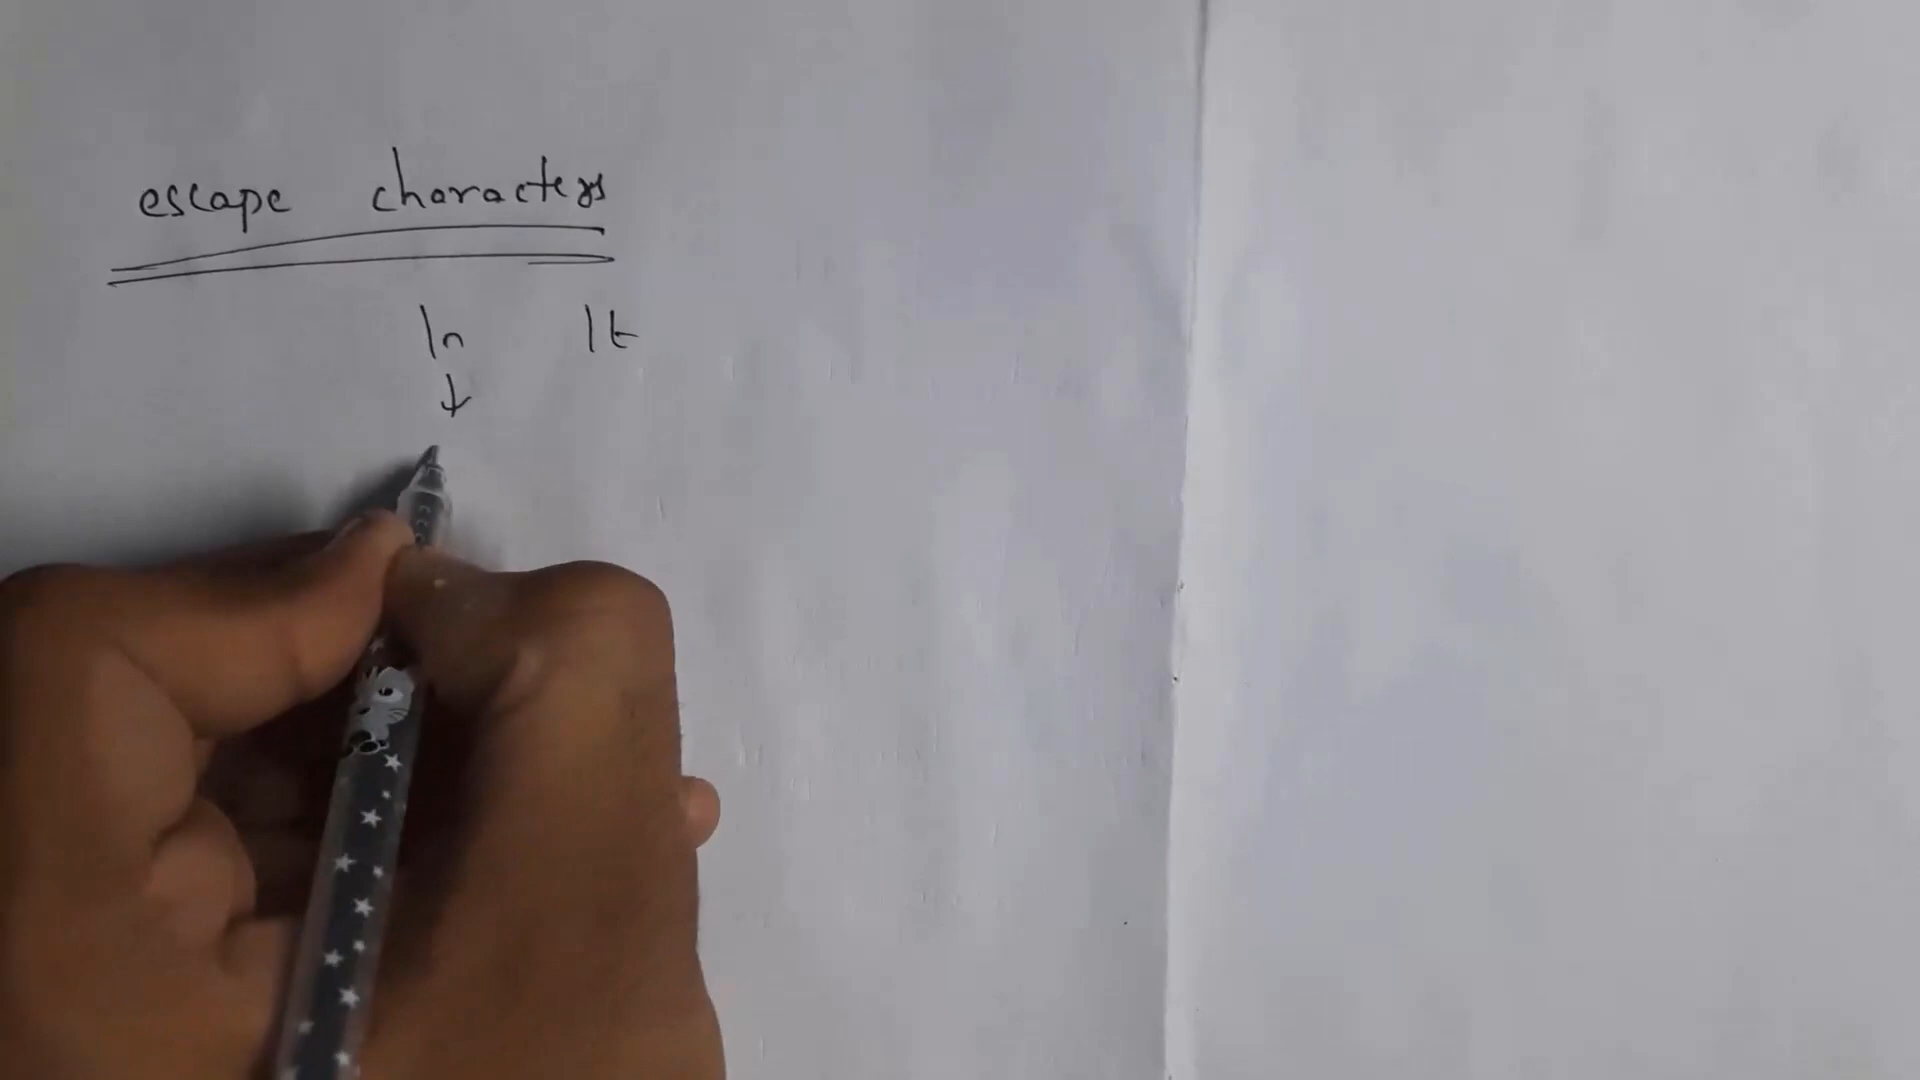 escape characters
\n \t
↓